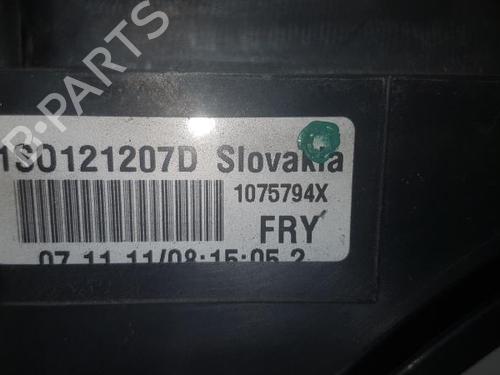 1S0121207D Slovakia
1075794X
FRY
07.11.11/08:15:05 2
B-PARTS